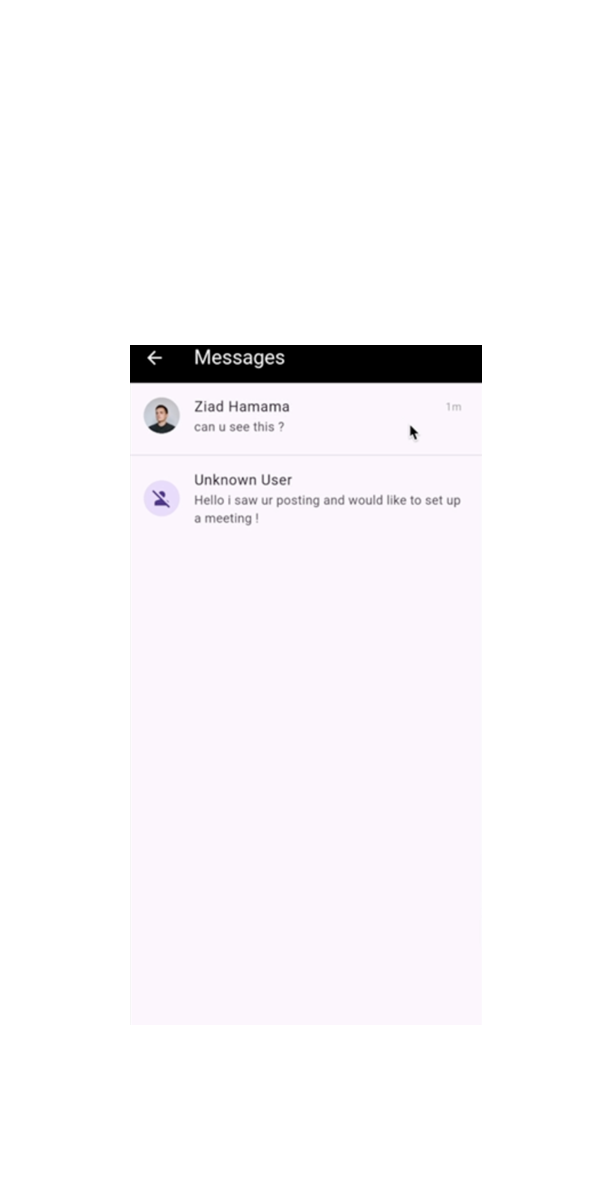 Messages
Ziad Hamama
1m
can u see this ?
Unknown User
Hello i saw ur posting and would like to set up
a meeting !